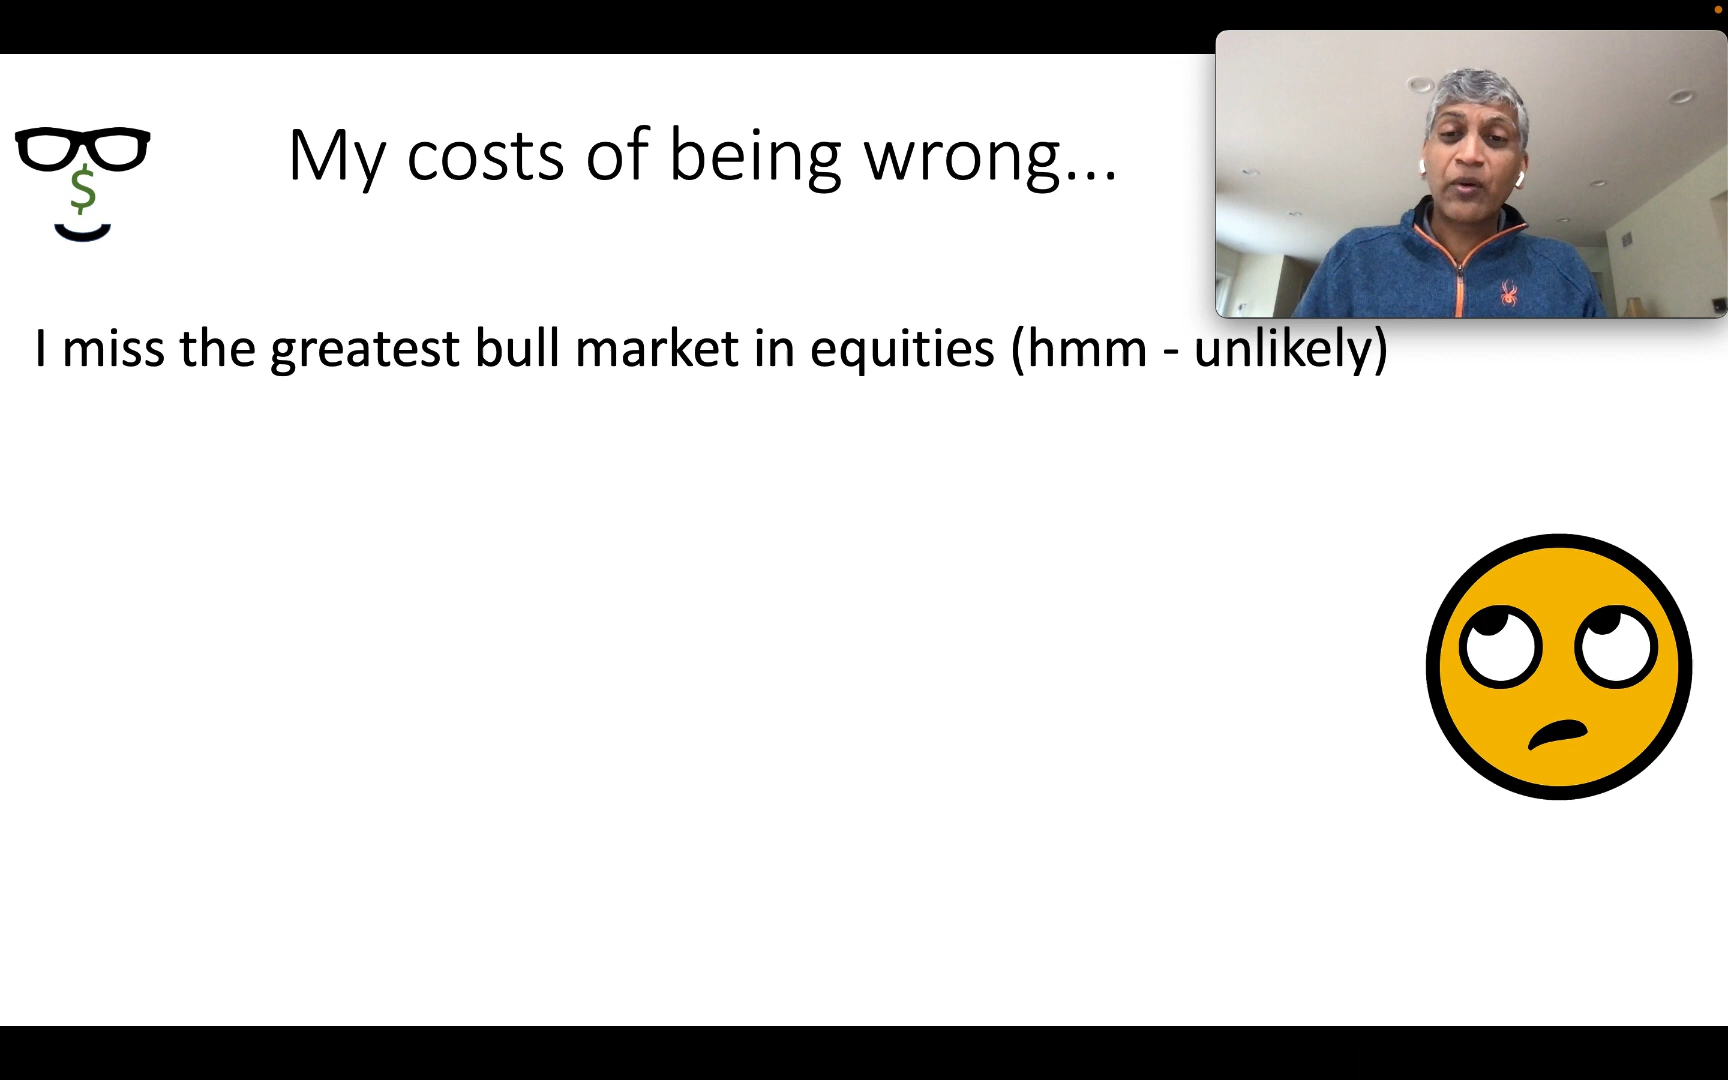 My costs of being wrong...
$
I miss the greatest bull market in equities (hmm - unlikely)